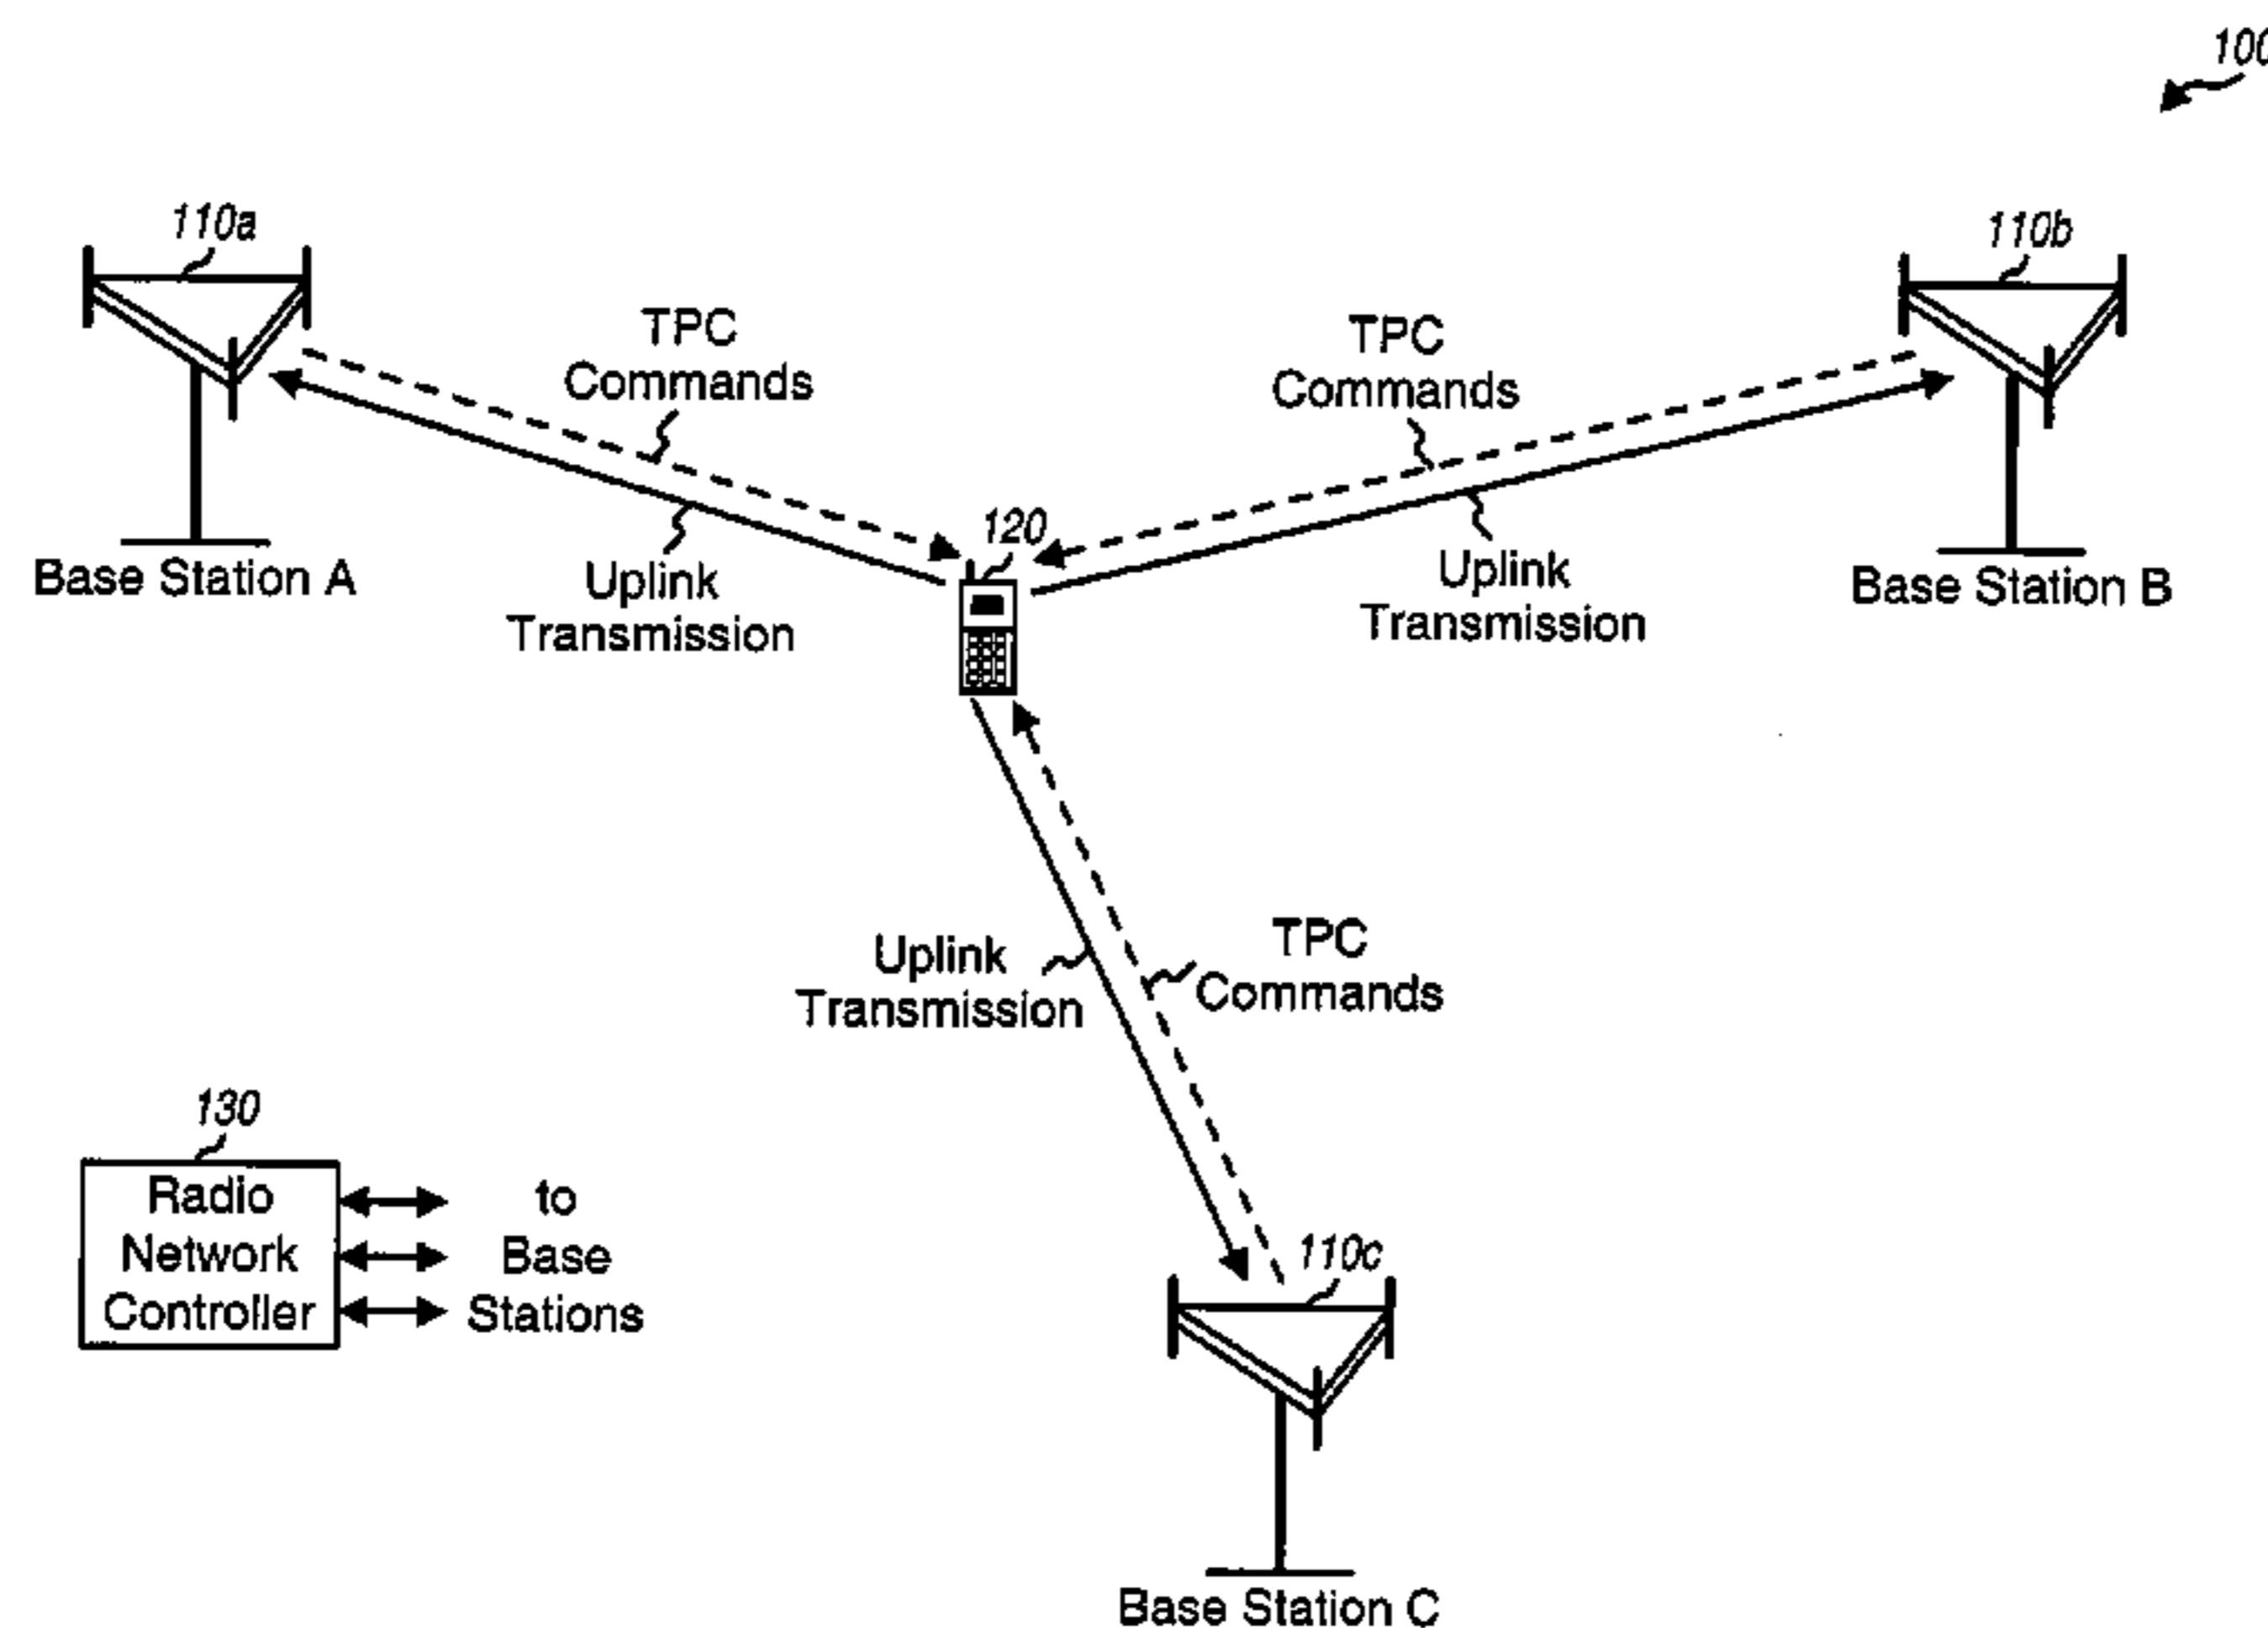 100
110a
110b
TPC
Commands
TPC
Commands
120
Uplink
Transmission
Uplink
Transmission
Base Station A
Base Station B
Uplink
Transmission
TPC
Commands
130
Radio
Network
Controller
to
Base
Stations
110c
Base Station C